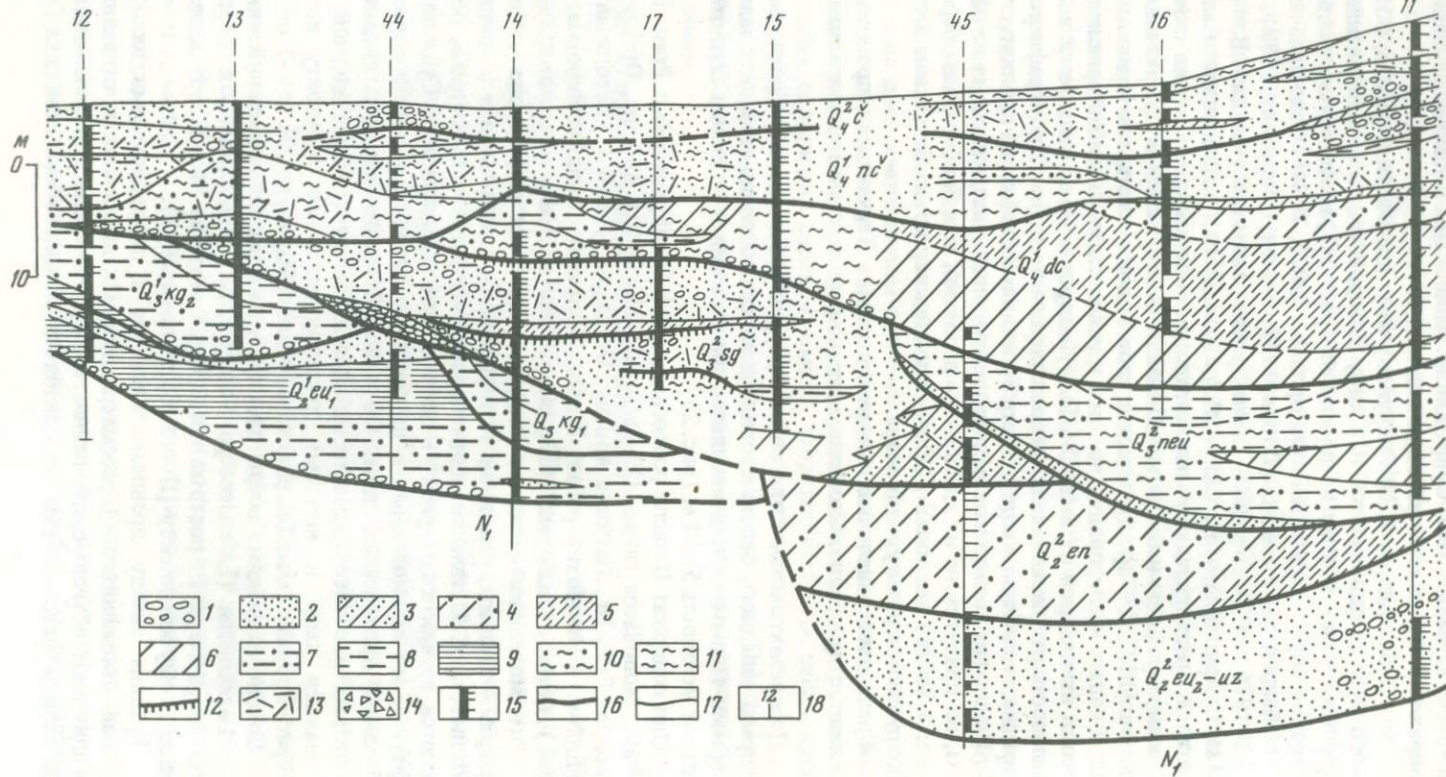 12 13 44 14 17 15 45 16 11
м
0
10
Q₄²č
Q₄¹nč
Q₄¹dc
Q₃¹kg₂
Q₃²sg
Q₂¹eu₁
Q₃kg₁
Q₃²neu
Q₂²en
Q₂²eu₂-uz
N₁
N₁
1 2 3 4 5
6 7 8 9 10 11
12 13 14 15 16 17 12 18